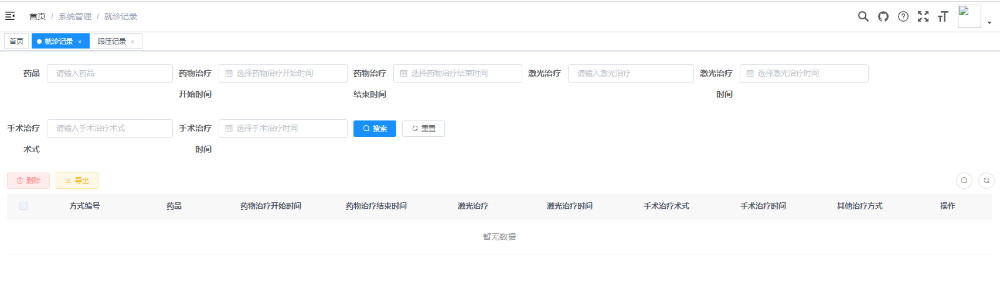 首页 / 系统管理 / 就诊记录
首页 就诊记录 × 眼压记录 ×
药品 请输入药品 药物治疗开始时间 选择药物治疗开始时间 药物治疗结束时间 选择药物治疗结束时间 激光治疗 请输入激光治疗 激光治疗时间 选择激光治疗时间
手术治疗术式 请输入手术治疗术式 手术治疗时间 选择手术治疗时间 搜索 重置
删除 导出
方式编号 药品 药物治疗开始时间 药物治疗结束时间 激光治疗 激光治疗时间 手术治疗术式 手术治疗时间 其他治疗方式 操作
暂无数据